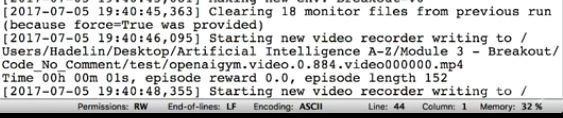 [2017-07-05 19:40:45,363] Clearing 18 monitor files from previous run
(because force=True was provided)
[2017-07-05 19:40:46,095] Starting new video recorder writing to /
Users/Hadelin/Desktop/Artificial Intelligence A-Z/Module 3 - Breakout/
Code_No_Comment/test/openaigym.video.0.884.video000000.mp4
Time 00h 00m 01s, episode reward 0.0, episode length 152
[2017-07-05 19:40:48,355] Starting new video recorder writing to /
Permissions: RW End-of-lines: LF Encoding: ASCII Line: 44 Column: 1 Memory: 32 %